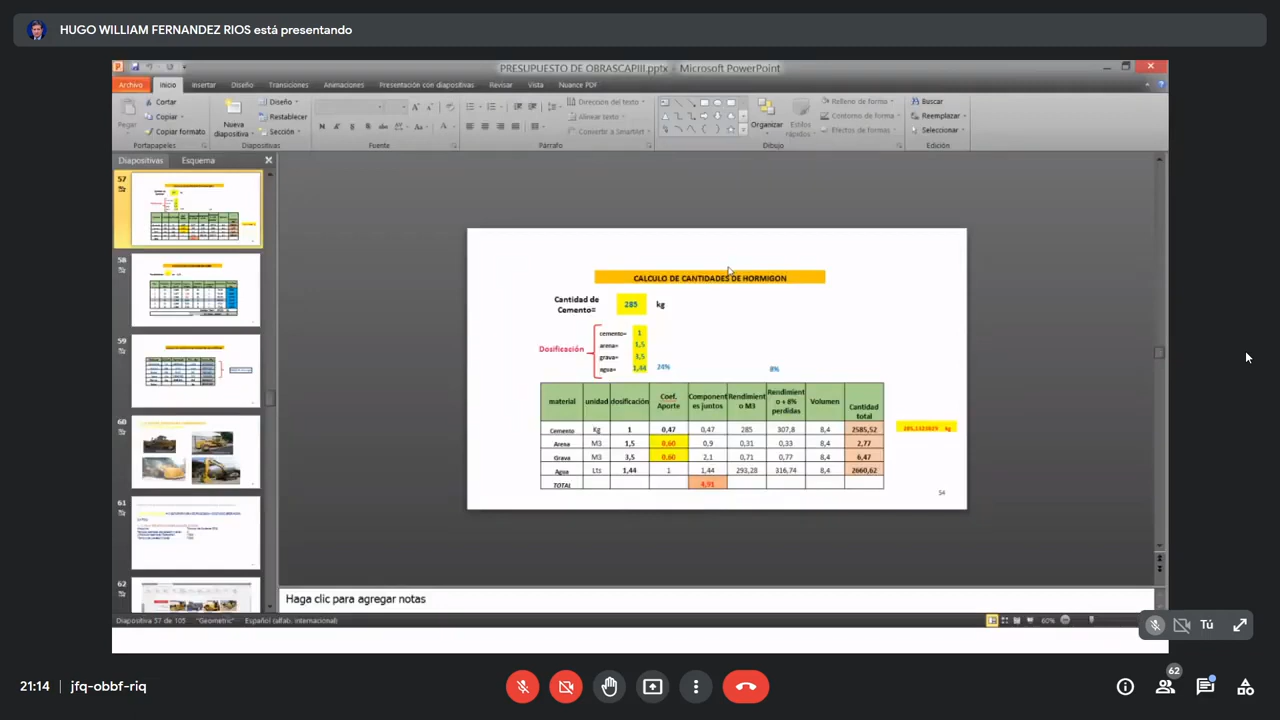 HUGO WILLIAM FERNANDEZ RIOS está presentando
PRESUPUESTO DE OBRASCAPIII.pptx - Microsoft PowerPoint
Archivo Inicio Insertar Diseño Transiciones Animaciones Presentación con diapositivas Revisar Vista Nuance PDF
Pegar
Cortar
Copiar
Copiar formato
Portapapeles
Nueva diapositiva
Diseño
Restablecer
Sección
Diapositivas
Fuente
Dirección del texto
Alinear texto
Convertir a SmartArt
Párrafo
Organizar
Estilos rápidos
Relleno de forma
Contorno de forma
Efectos de formas
Dibujo
Buscar
Reemplazar
Seleccionar
Edición
Diapositivas Esquema
57
58
59
60
61
62
CALCULO DE CANTIDADES DE HORMIGON
Cantidad de Cemento= 285 kg
Dosificación
cemento= 1
arena= 1,5
grava= 3,5
agua= 1,44 24% 8%
material unidad dosificación Coef. Aporte Componentes juntos Rendimiento M3 Rendimiento + 8% perdidas Volumen Cantidad total
Cemento Kg 1 0,47 0,47 285 307,8 8,4 2585,52
Arena M3 1,5 0,60 0,9 0,31 0,33 8,4 2,77
Grava M3 3,5 0,60 2,1 0,71 0,77 8,4 6,47
Agua Lts 1,44 1 1,44 293,28 316,74 8,4 2660,62
TOTAL 4,91
54
Haga clic para agregar notas
Diapositiva 57 de 105 "Geometric" Español (alfab. internacional) 60%
Tú
21:14 | jfq-obbf-riq
62